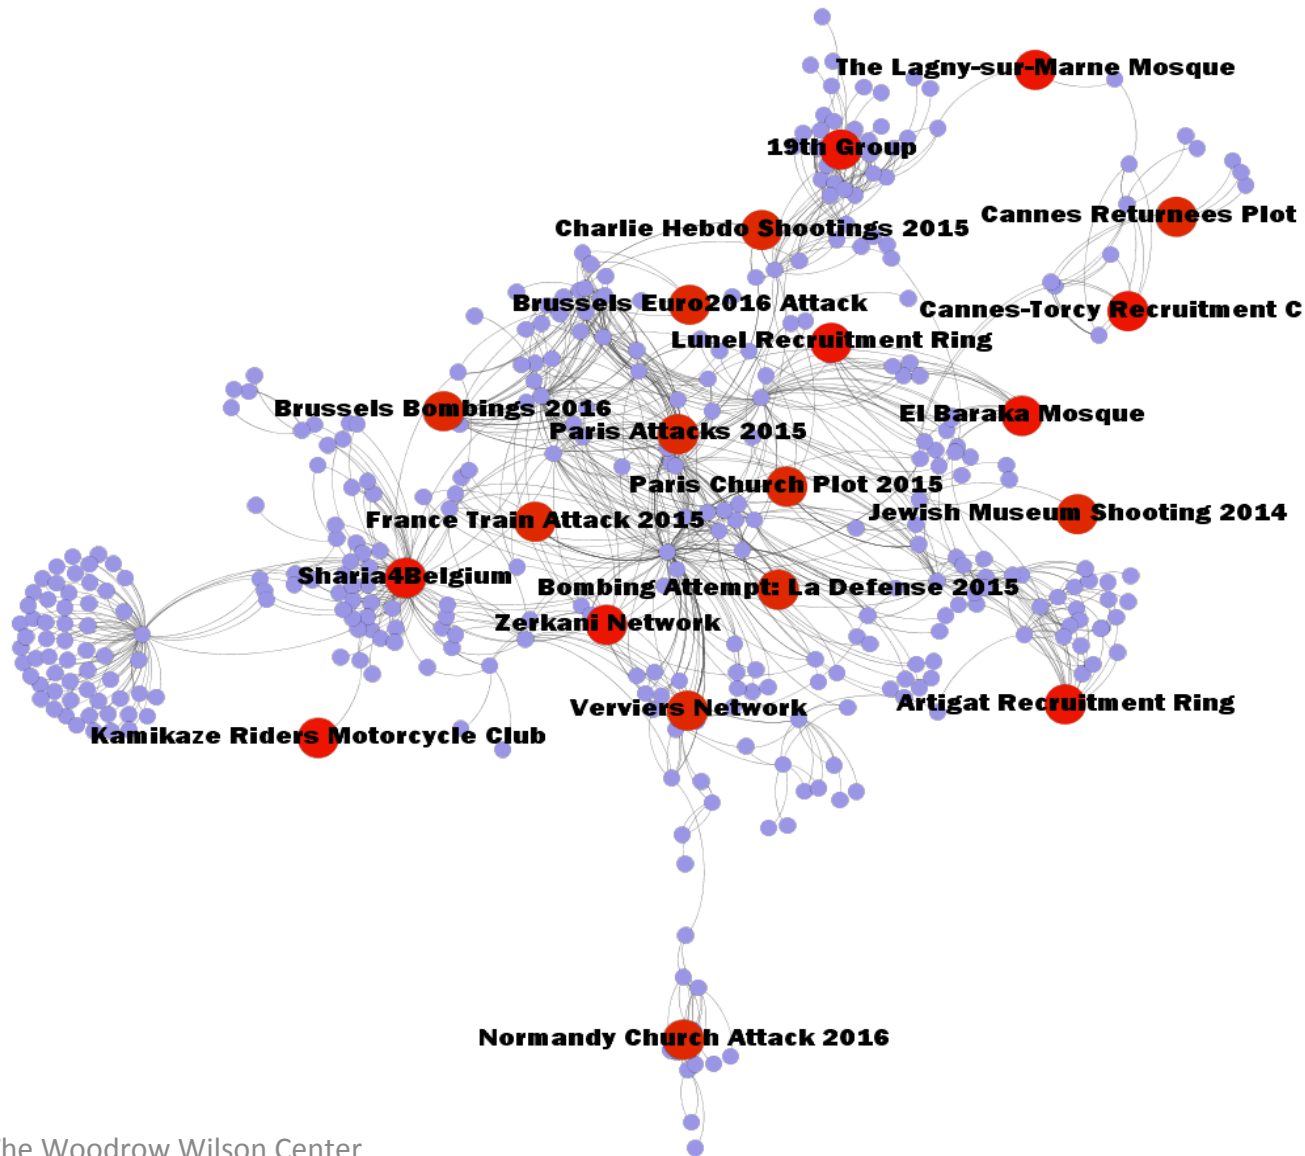 The Lagny-sur-Marne Mosque
19th Group
Cannes Returnees Plot
Charlie Hebdo Shootings 2015
Brussels Euro2016 Attack
Cannes-Torcy Recruitment C
Lunel Recruitment Ring
Brussels Bombings 2016
El Baraka Mosque
Paris Attacks 2015
Paris Church Plot 2015
Jewish Museum Shooting 2014
France Train Attack 2015
Sharia4Belgium
Bombing Attempt: La Defense 2015
Zerkani Network
Artigat Recruitment Ring
Verviers Network
Kamikaze Riders Motorcycle Club
Normandy Church Attack 2016
The Woodrow Wilson Center